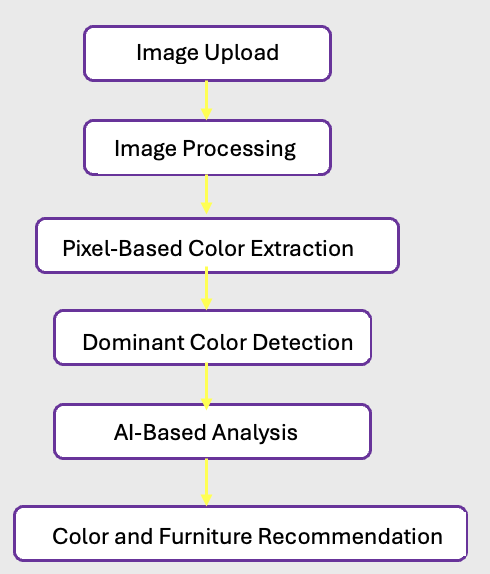 Image Upload
Image Processing
Pixel-Based Color Extraction
Dominant Color Detection
AI-Based Analysis
Color and Furniture Recommendation